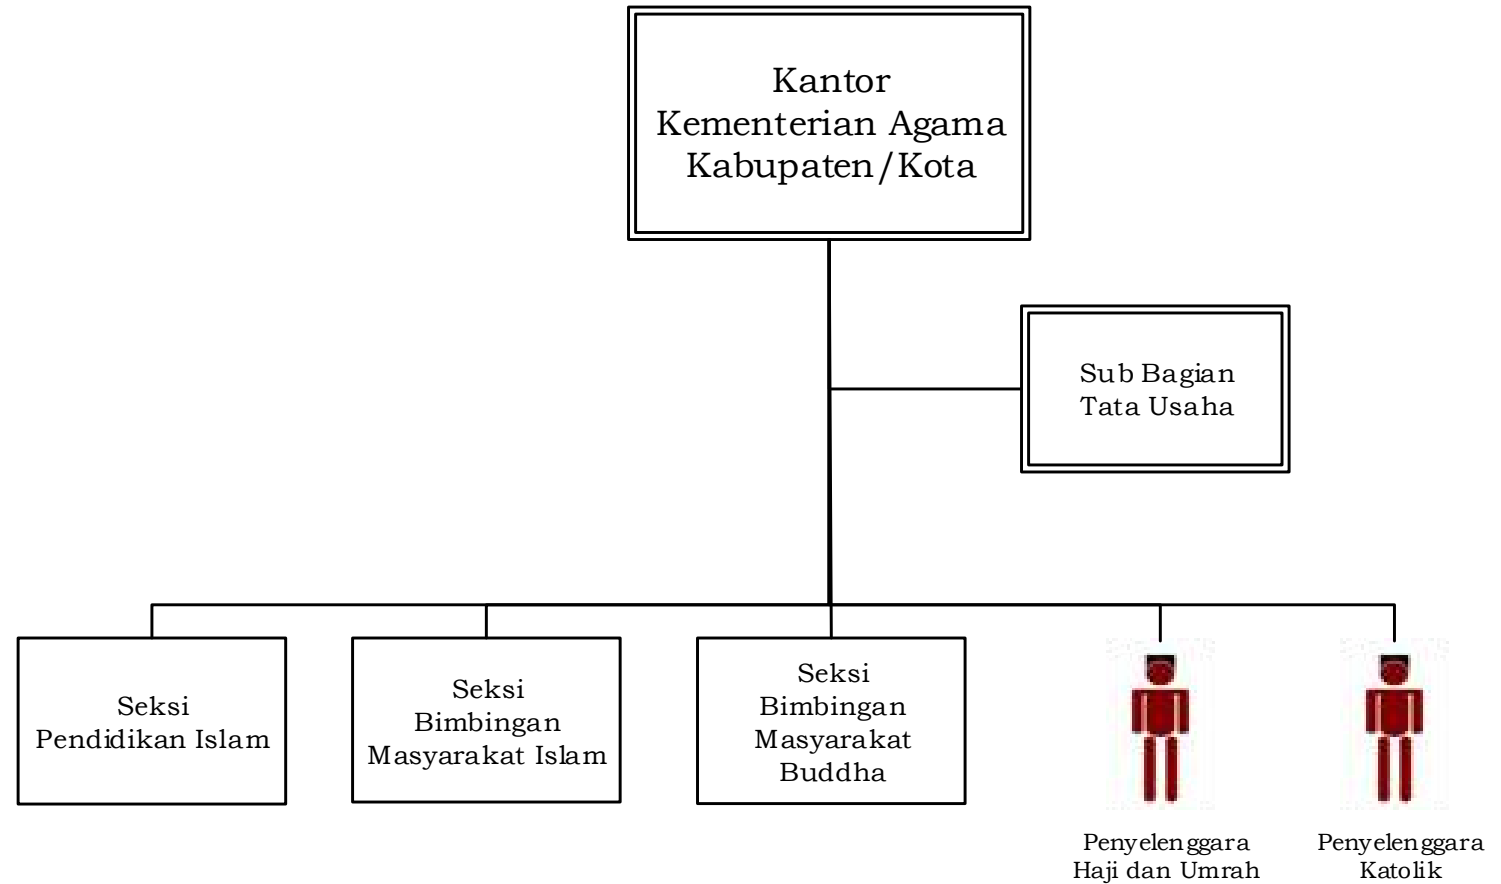 Kantor
Kementerian Agama
Kabupaten/Kota
Sub Bagian
Tata Usaha
Seksi
Pendidikan Islam
Seksi
Bimbingan
Masyarakat Islam
Seksi
Bimbingan
Masyarakat
Buddha
Penyelenggara
Haji dan Umrah
Penyelenggara
Katolik